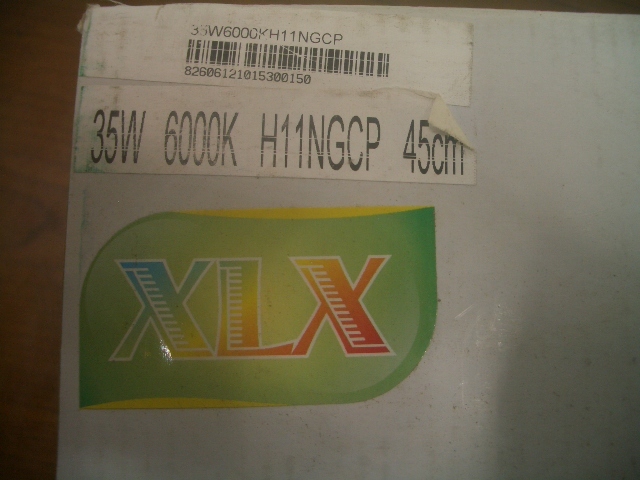 35W6000KH11NGCP
82606121015300150
35W 6000K H11NGCP 45cm
XLX